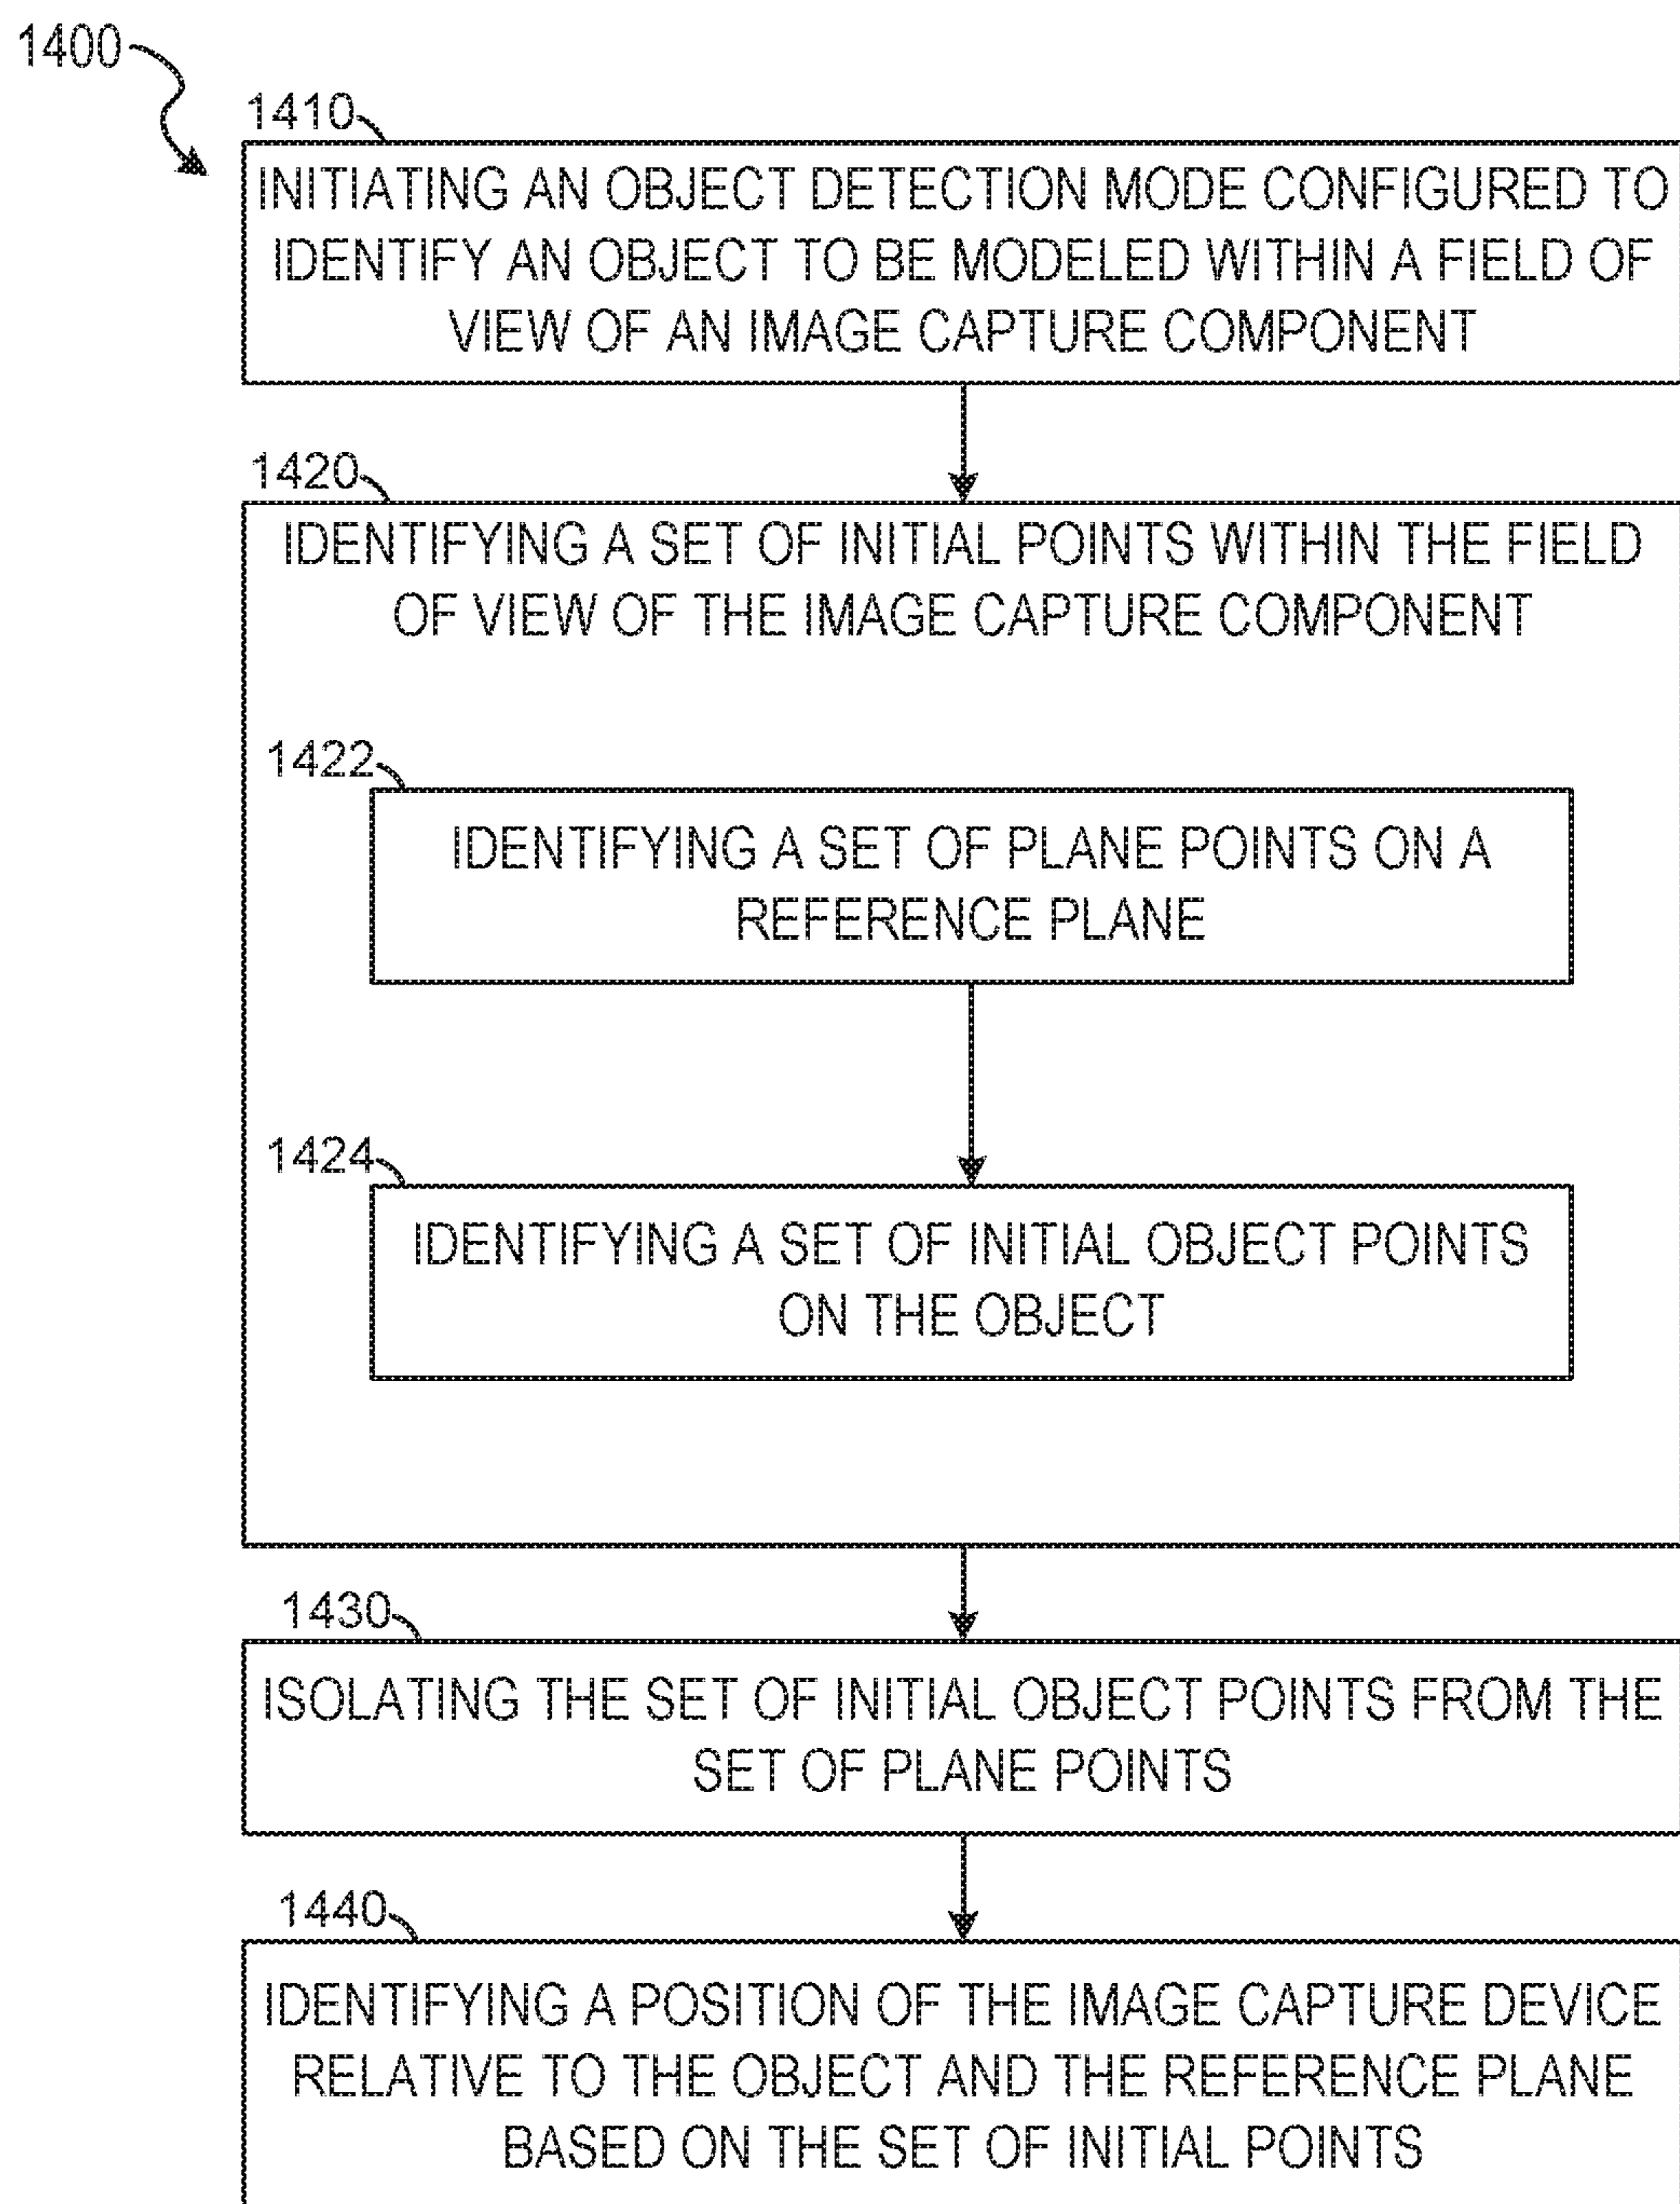 1400
1410
INITIATING AN OBJECT DETECTION MODE CONFIGURED TO
IDENTIFY AN OBJECT TO BE MODELED WITHIN A FIELD OF
VIEW OF AN IMAGE CAPTURE COMPONENT
1420
IDENTIFYING A SET OF INITIAL POINTS WITHIN THE FIELD
OF VIEW OF THE IMAGE CAPTURE COMPONENT
1422
IDENTIFYING A SET OF PLANE POINTS ON A
REFERENCE PLANE
1424
IDENTIFYING A SET OF INITIAL OBJECT POINTS
ON THE OBJECT
1430
ISOLATING THE SET OF INITIAL OBJECT POINTS FROM THE
SET OF PLANE POINTS
1440
IDENTIFYING A POSITION OF THE IMAGE CAPTURE DEVICE
RELATIVE TO THE OBJECT AND THE REFERENCE PLANE
BASED ON THE SET OF INITIAL POINTS